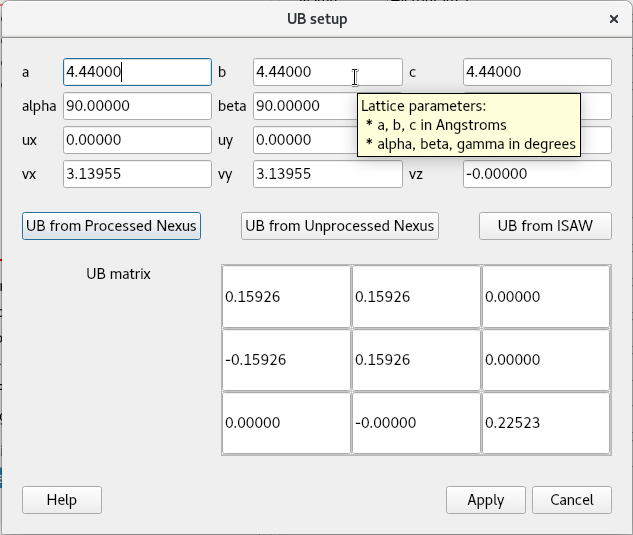 UB setup
a 4.44000 b 4.44000 c 4.44000
alpha 90.00000 beta 90.00000
Lattice parameters:
* a, b, c in Angstroms
* alpha, beta, gamma in degrees
ux 0.00000 uy 0.00000
vx 3.13955 vy 3.13955 vz -0.00000
UB from Processed Nexus UB from Unprocessed Nexus UB from ISAW
UB matrix
0.15926 0.15926 0.00000
-0.15926 0.15926 0.00000
0.00000 -0.00000 0.22523
Help Apply Cancel